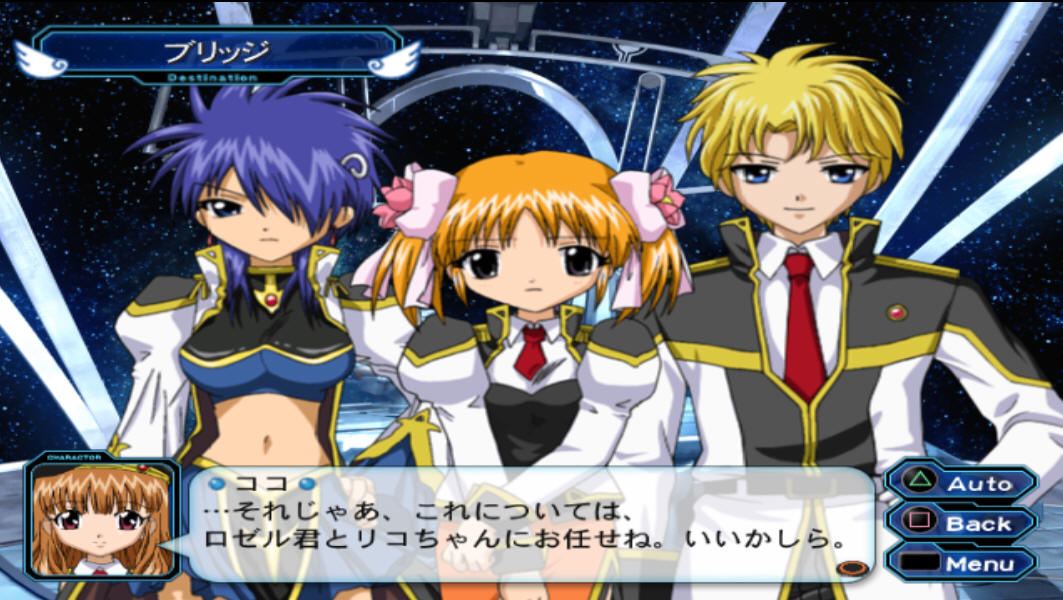 ブリッジ
Destination
CHARACTOR
ココ
…それじゃあ、これについては、
ロゼル君とリコちゃんにお任せね。いいかしら。
Auto
Back
Menu